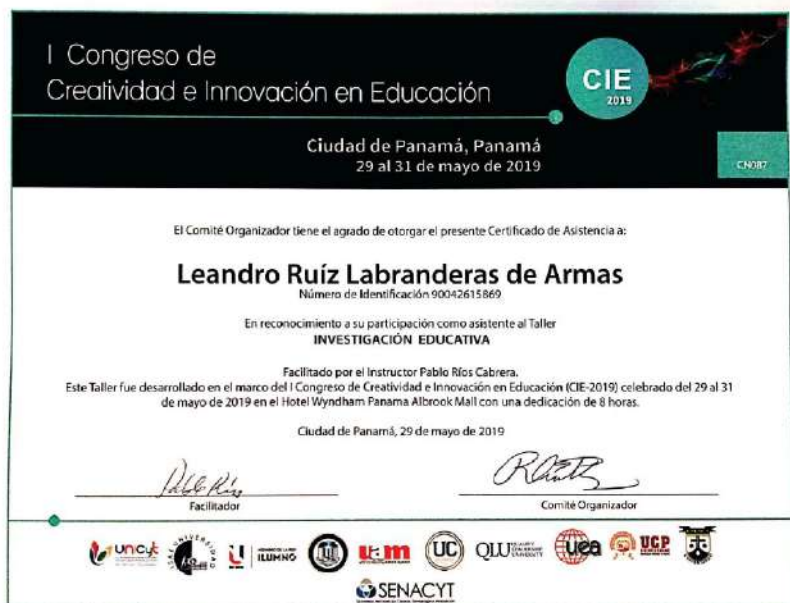 I Congreso de
Creatividad e Innovación en Educación
CIE
2019
Ciudad de Panamá, Panamá
29 al 31 de mayo de 2019
CN087
El Comité Organizador tiene el agrado de otorgar el presente Certificado de Asistencia a:
Leandro Ruíz Labranderas de Armas
Número de Identificación 90042615869
En reconocimiento a su participación como asistente al Taller
INVESTIGACIÓN EDUCATIVA
Facilitado por el Instructor Pablo Ríos Cabrera.
Este Taller fue desarrollado en el marco del I Congreso de Creatividad e Innovación en Educación (CIE-2019) celebrado del 29 al 31
de mayo de 2019 en el Hotel Wyndham Panama Albrook Mall con una dedicación de 8 horas.
Ciudad de Panamá, 29 de mayo de 2019
Pablo Ríos
Facilitador
Comité Organizador
unicyt
ISAE UNIVERSIDAD
ILUMNO
uam
UC
QLU
uea
UCP
SENACYT